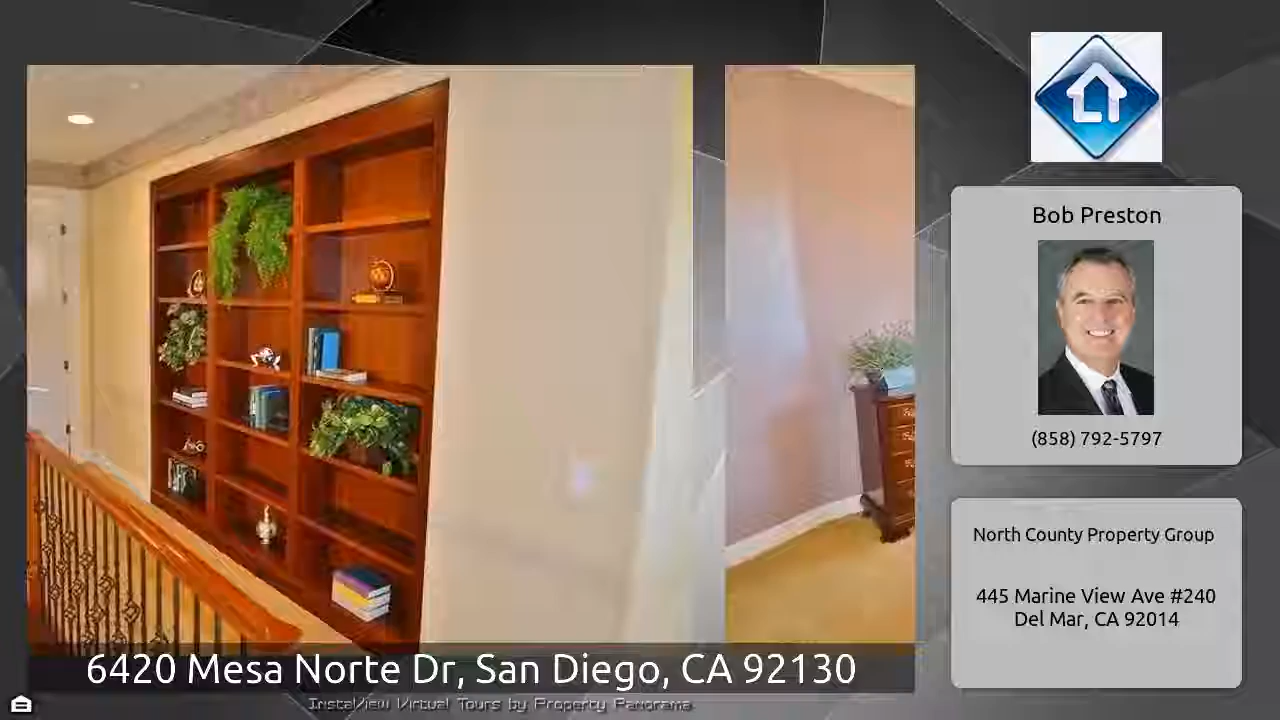 Bob Preston
(858) 792-5797
North County Property Group
445 Marine View Ave #240
Del Mar, CA 92014
6420 Mesa Norte Dr, San Diego, CA 92130
InstaView Virtual Tours by Property Panorama